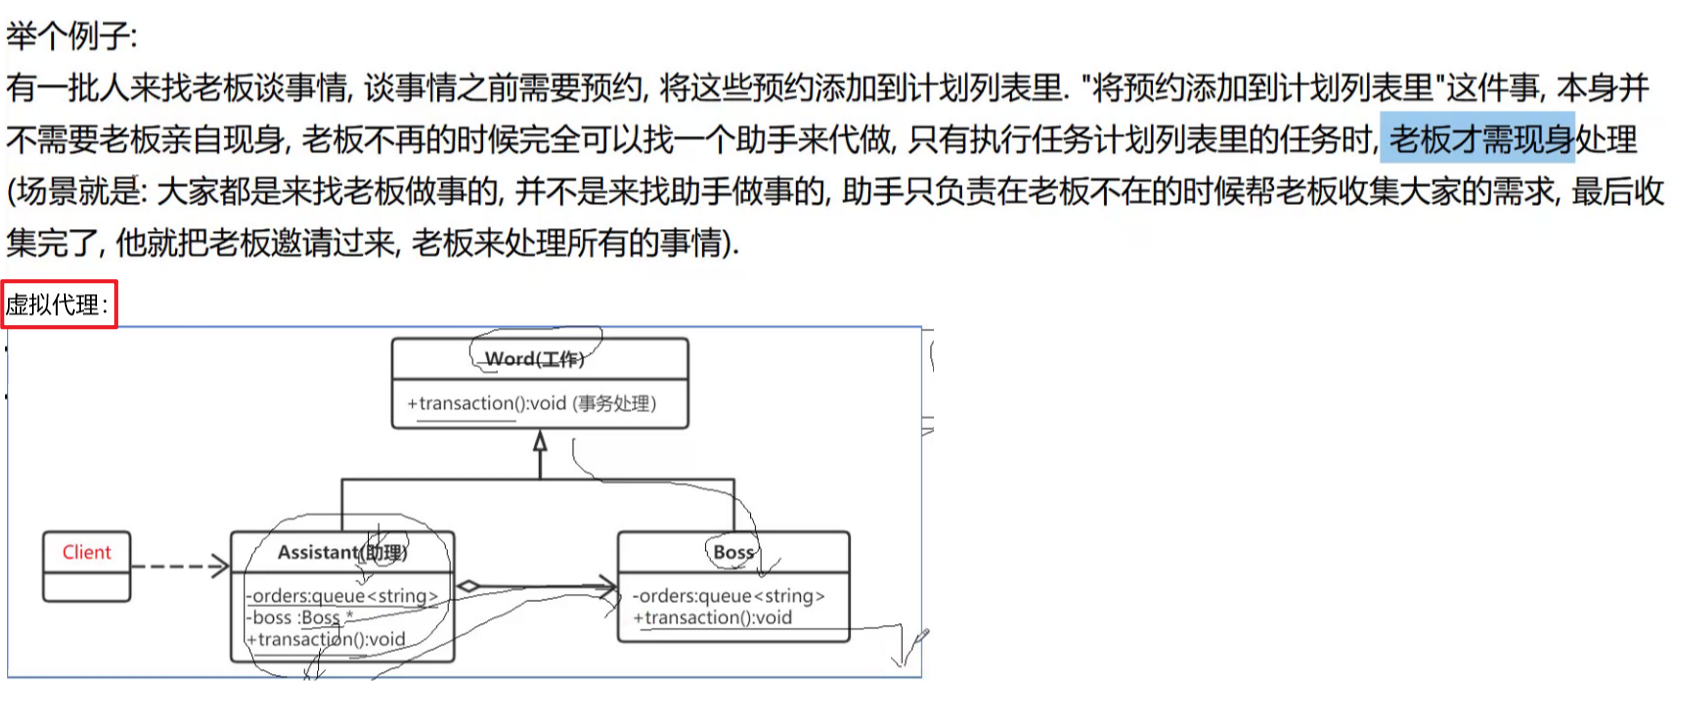 举个例子:
有一批人来找老板谈事情, 谈事情之前需要预约, 将这些预约添加到计划列表里. "将预约添加到计划列表里"这件事, 本身并
不需要老板亲自现身, 老板不再的时候完全可以找一个助手来代做, 只有执行任务计划列表里的任务时, 老板才需现身处理
(场景就是: 大家都是来找老板做事的, 并不是来找助手做事的, 助手只负责在老板不在的时候帮老板收集大家的需求, 最后收
集完了, 他就把老板邀请过来, 老板来处理所有的事情).
虚拟代理:
Word(工作)
+transaction():void (事务处理)
Client
Assistant(助理)
-orders:queue<string>
-boss :Boss *
+transaction():void
Boss
-orders:queue<string>
+transaction():void